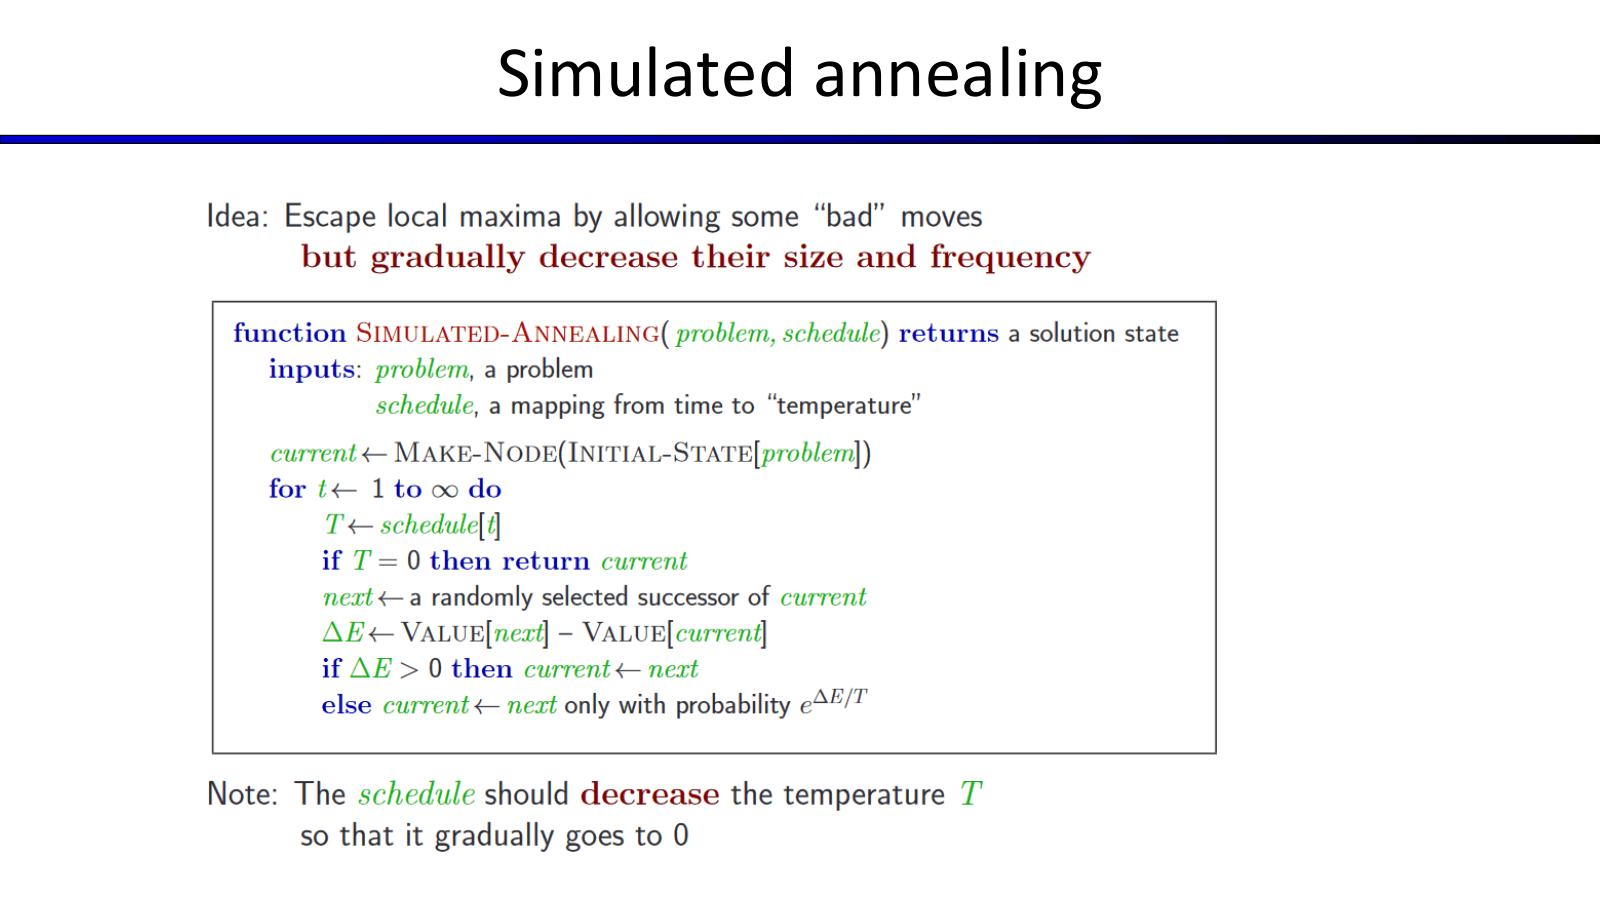 Simulated annealing
Idea: Escape local maxima by allowing some “bad” moves
but gradually decrease their size and frequency
function SIMULATED-ANNEALING( problem, schedule) returns a solution state
inputs: problem, a problem
schedule, a mapping from time to “temperature”
current ← MAKE-NODE(INITIAL-STATE[problem])
for t ← 1 to ∞ do
T ← schedule[t]
if T = 0 then return current
next ← a randomly selected successor of current
ΔE ← VALUE[next] – VALUE[current]
if ΔE > 0 then current ← next
else current ← next only with probability e^{ΔE/T}
Note: The schedule should decrease the temperature T
so that it gradually goes to 0